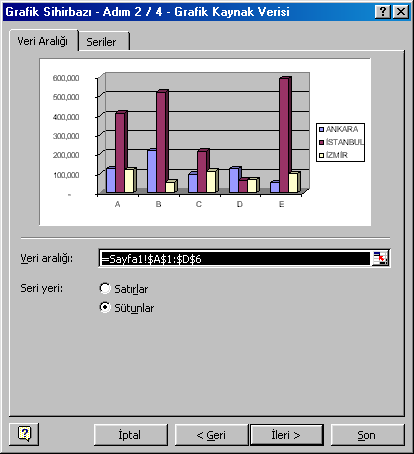 Grafik Sihirbazı - Adım 2 / 4 - Grafik Kaynak Verisi
Veri Aralığı
Seriler
600,000
500,000
400,000
300,000
200,000
100,000
-
A B C D E
ANKARA
İSTANBUL
İZMİR
Veri aralığı:
=Sayfa1!$A$1:$D$6
Seri yeri:
Satırlar
Sütunlar
İptal
< Geri
İleri >
Son